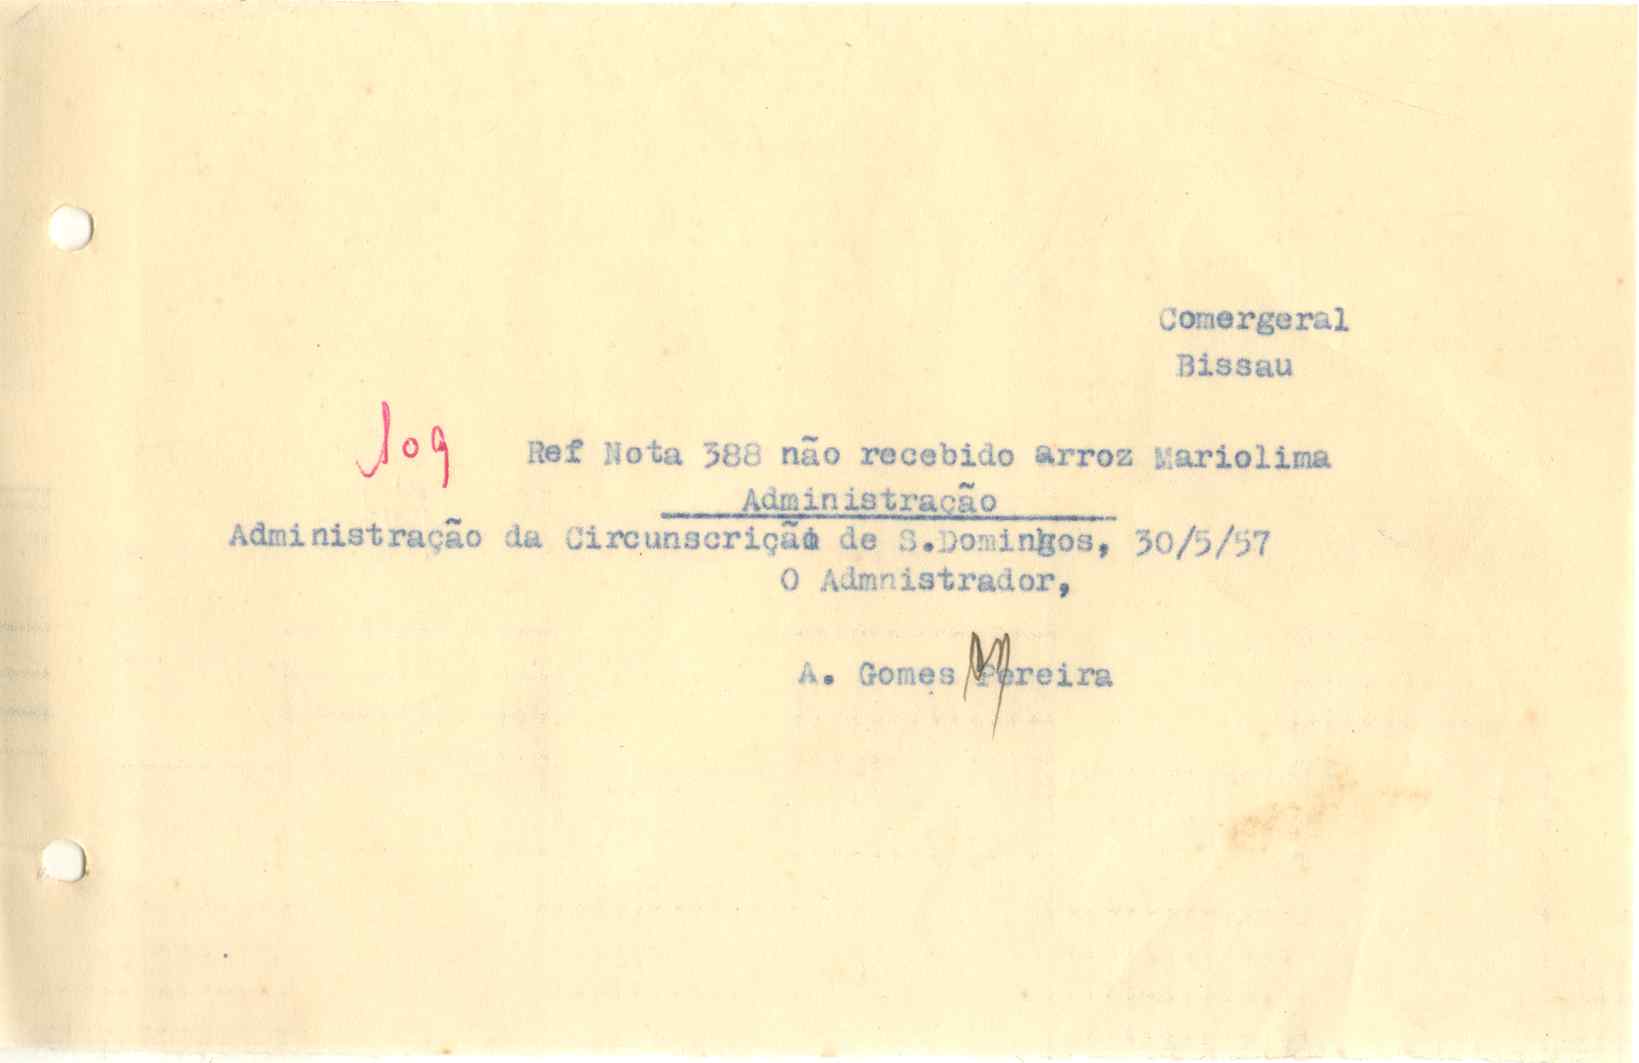 Comergeral
Bissau
109 Ref Nota 388 não recebido arroz Mariolima
Administração
Administração da Circunscrição de S.Domingos, 30/5/57
O Admnistrador,
A. Gomes Pereira